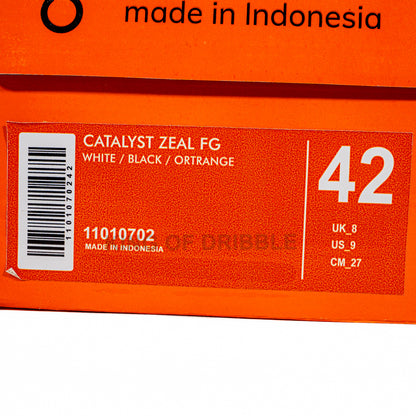 made in Indonesia
CATALYST ZEAL FG
WHITE / BLACK / ORTRANGE
42
1101070242
11010702
MADE IN INDONESIA
OF DRIBBLE
UK_8
US_9
CM_27